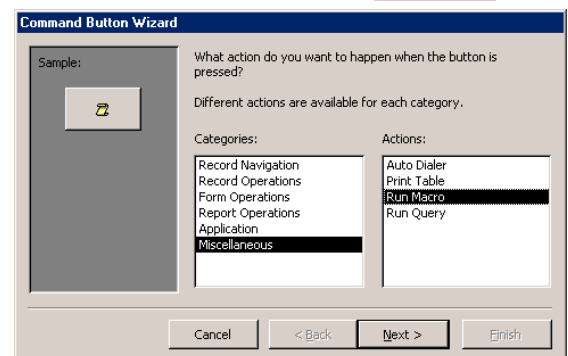 Command Button Wizard
Sample:
What action do you want to happen when the button is
pressed?
Different actions are available for each category.
Categories:
Actions:
Record Navigation
Record Operations
Form Operations
Report Operations
Application
Miscellaneous
Auto Dialer
Print Table
Run Macro
Run Query
Cancel
< Back
Next >
Finish